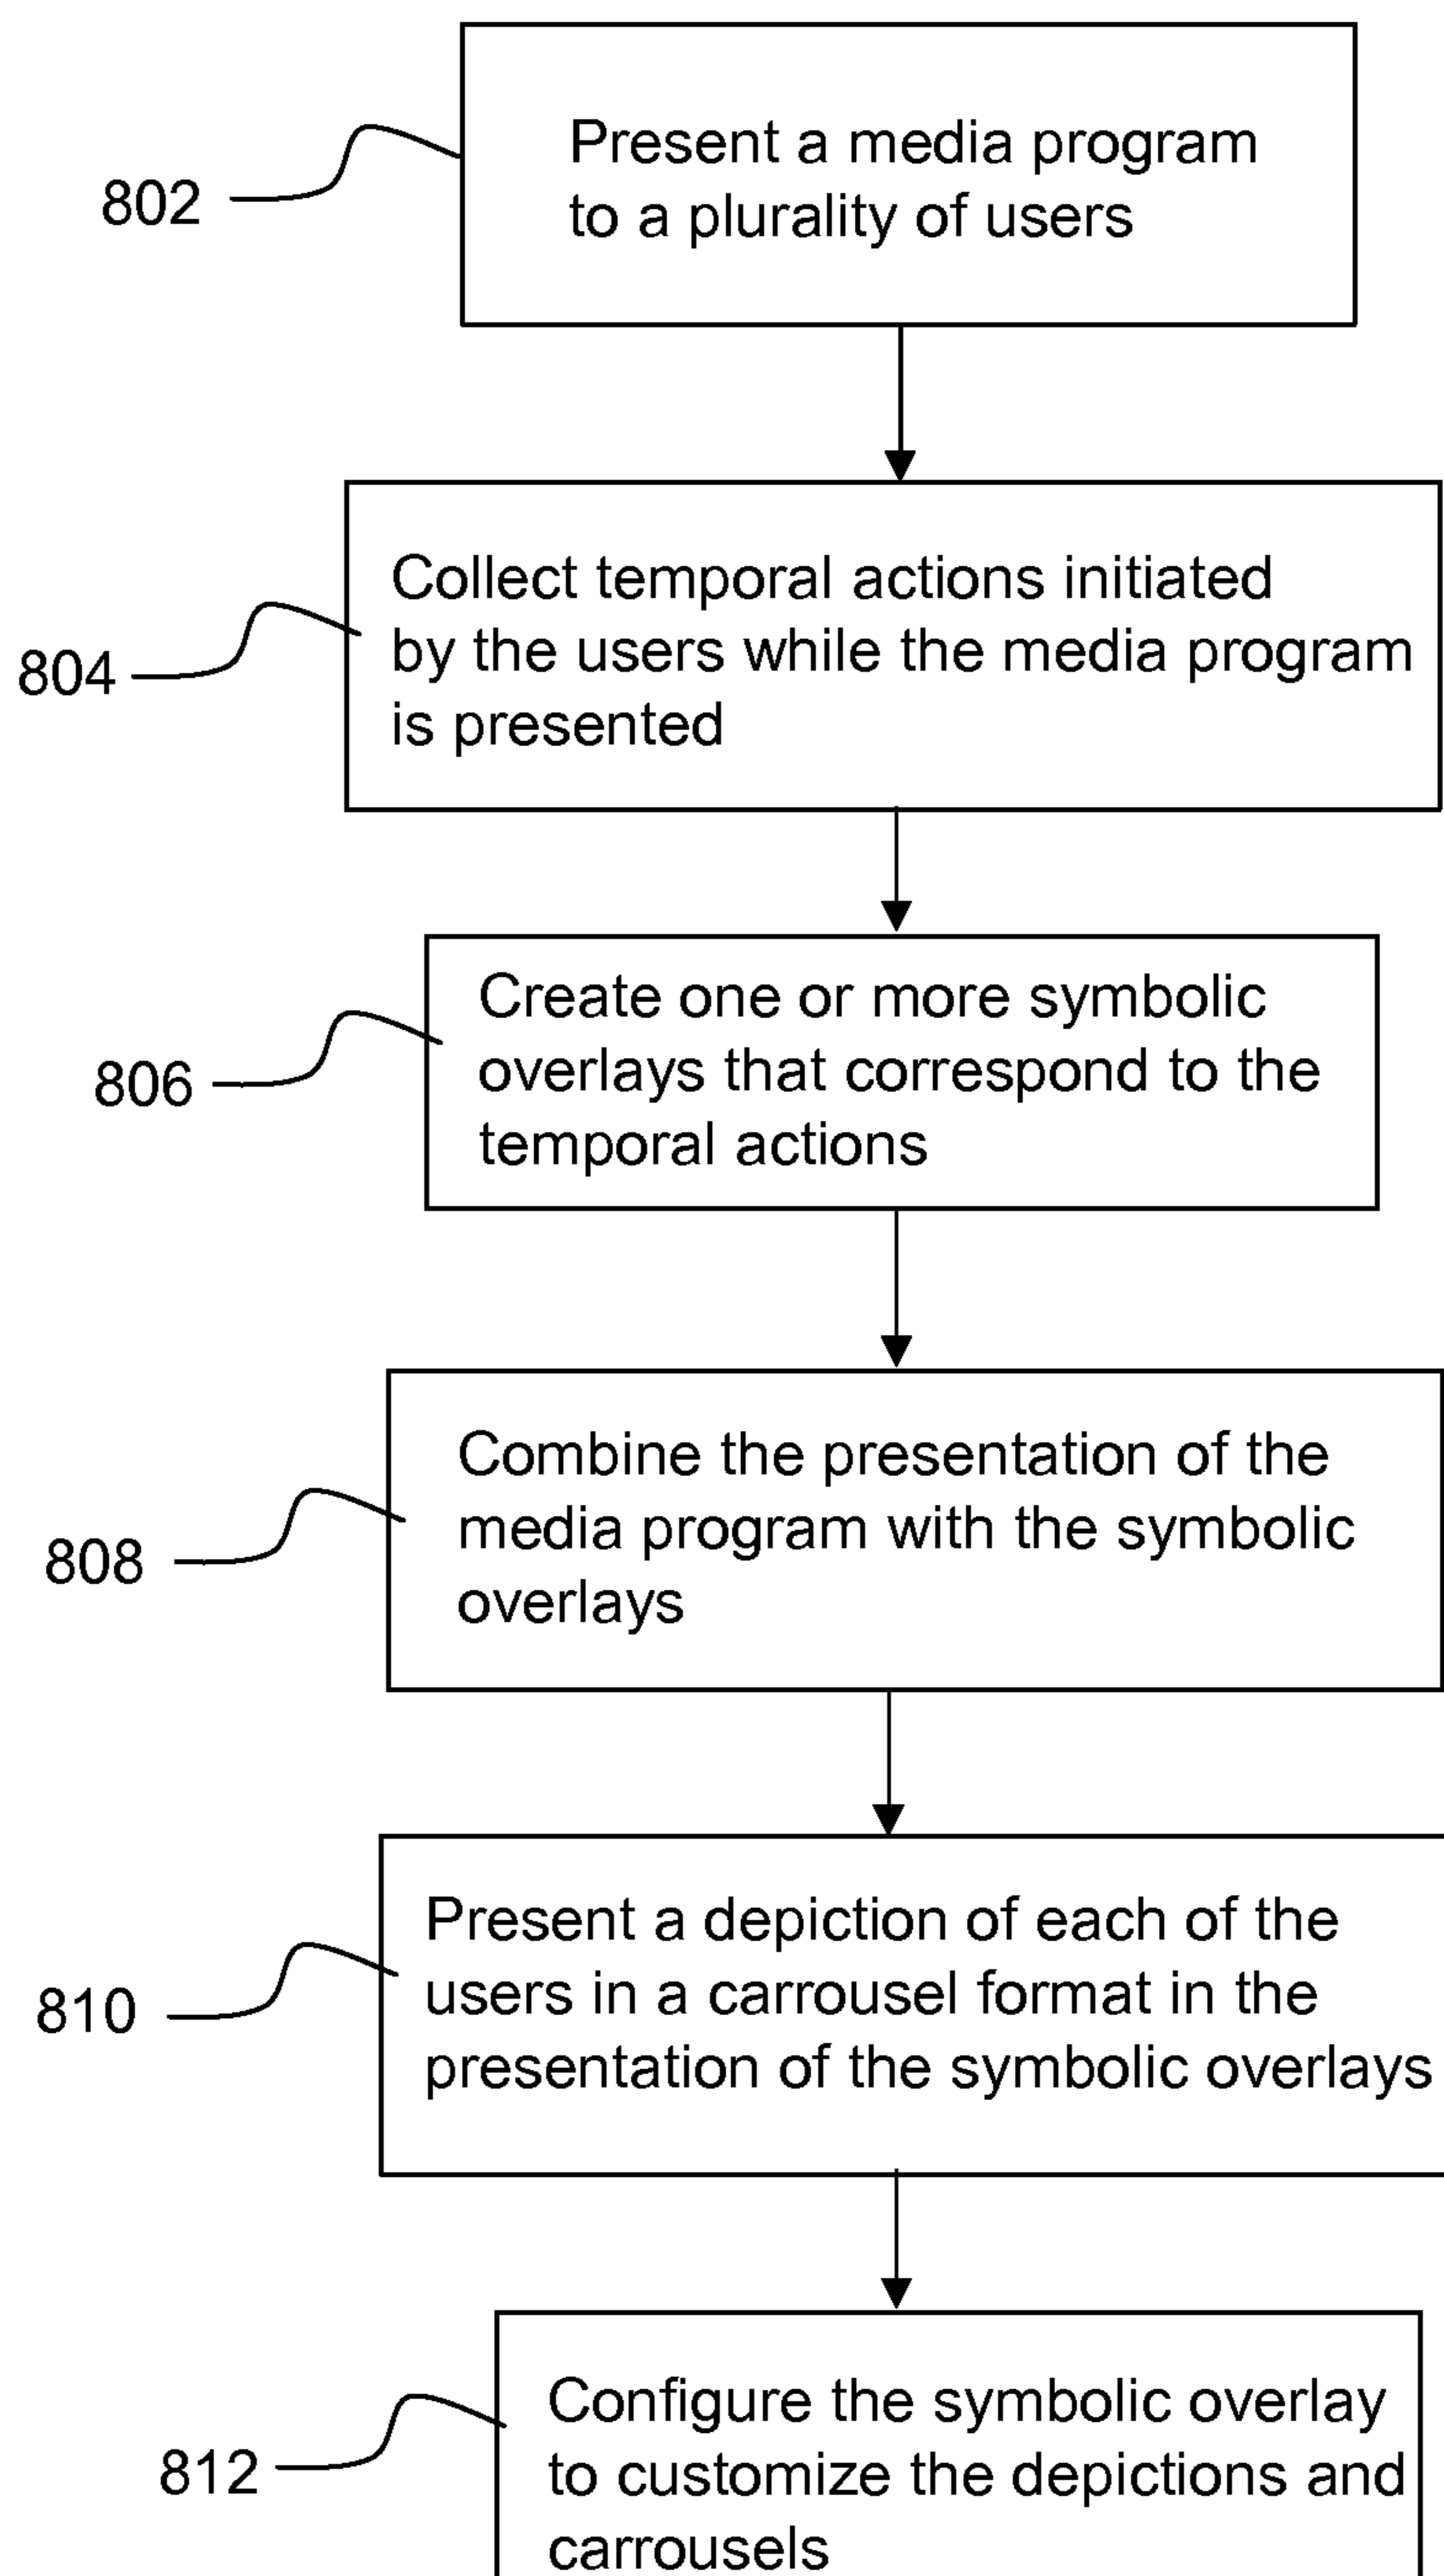 802
Present a media program
to a plurality of users
804
Collect temporal actions initiated
by the users while the media program
is presented
806
Create one or more symbolic
overlays that correspond to the
temporal actions
808
Combine the presentation of the
media program with the symbolic
overlays
810
Present a depiction of each of the
users in a carrousel format in the
presentation of the symbolic overlays
812
Configure the symbolic overlay
to customize the depictions and
carrousels